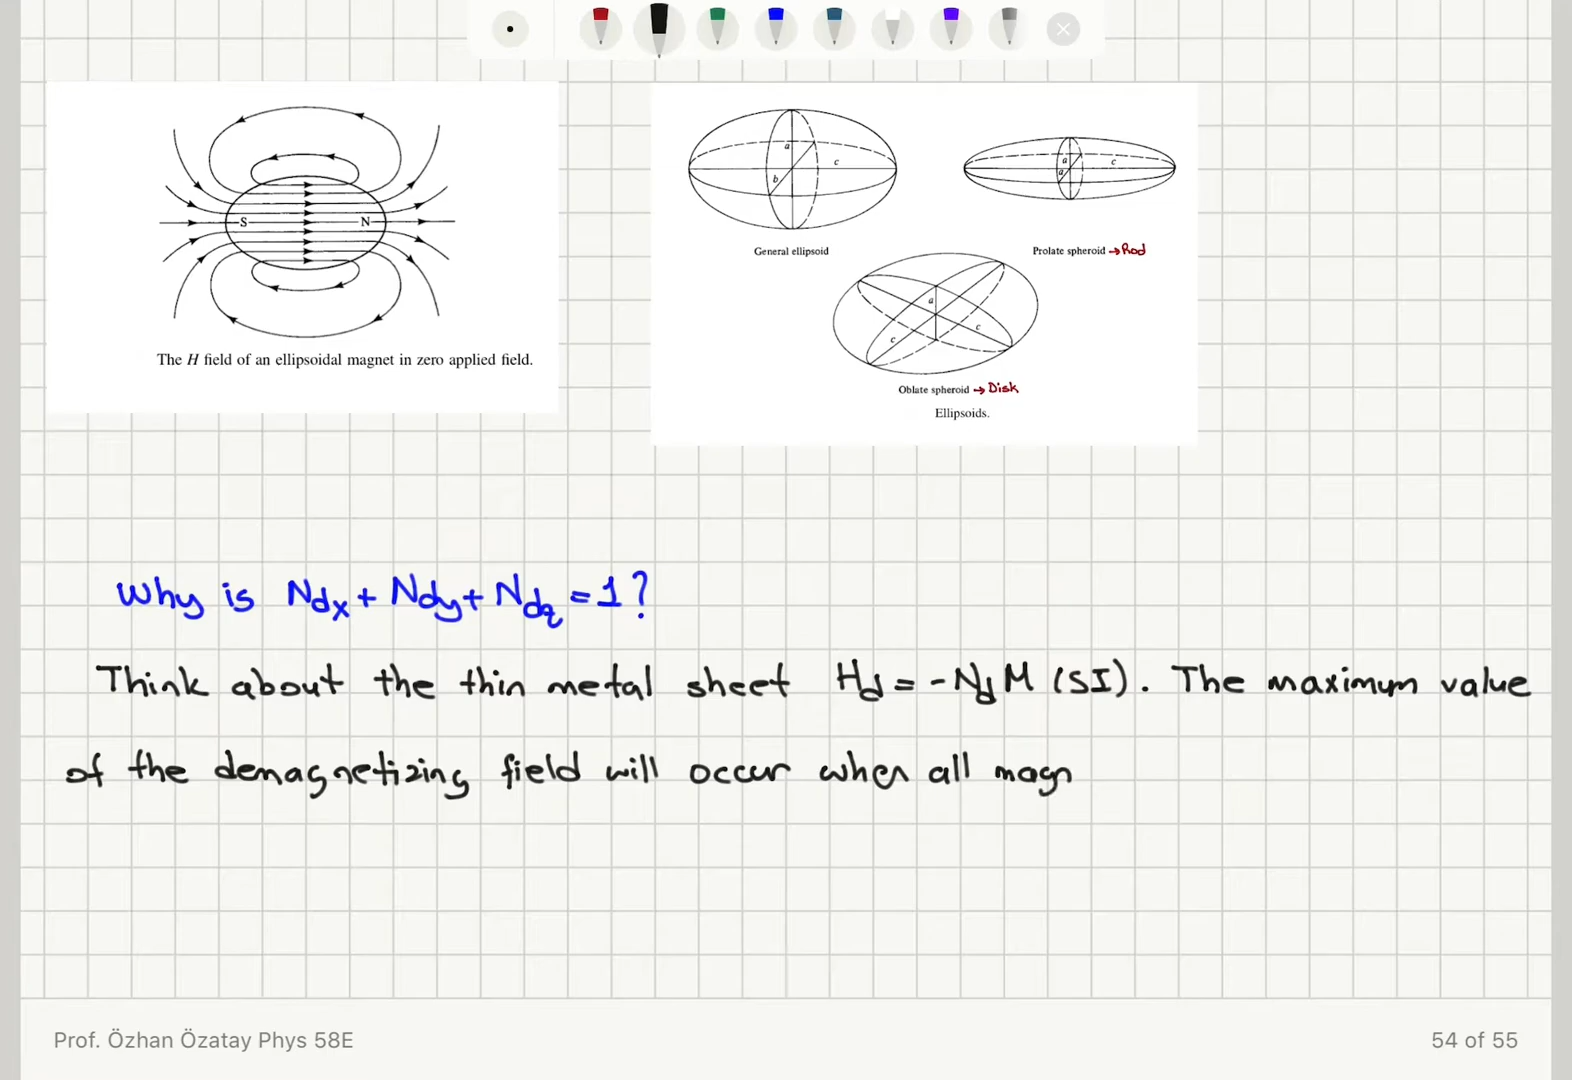 S N
The H field of an ellipsoidal magnet in zero applied field.
a b c
General ellipsoid
a a c
Prolate spheroid → Rod
a c c
Oblate spheroid → Disk
Ellipsoids.
Why is Ndx + Ndy + Ndz = 1?
Think about the thin metal sheet Hd = -NdM (SI). The maximum value
of the demagnetizing field will occur when all magn
Prof. Özhan Özatay Phys 58E
54 of 55